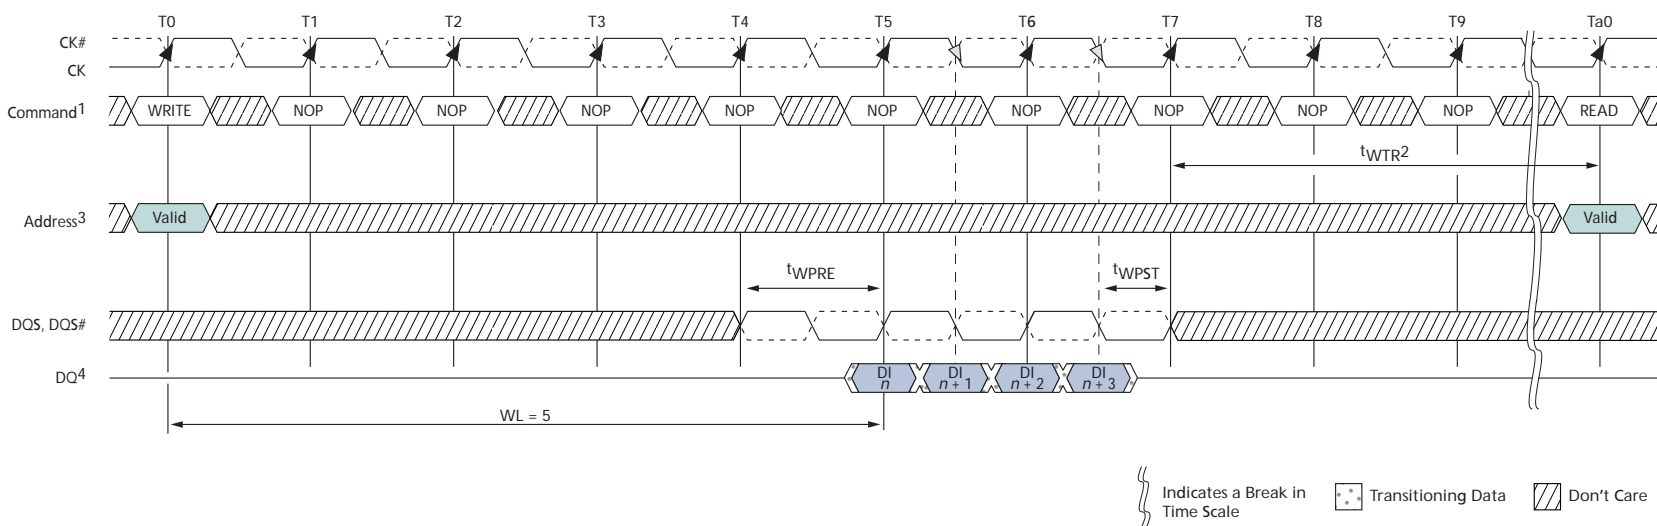 T0 T1 T2 T3 T4 T5 T6 T7 T8 T9 Ta0
CK#
CK
Command1 WRITE NOP NOP NOP NOP NOP NOP NOP NOP NOP READ
tWTR2
Address3 Valid Valid
tWPRE tWPST
DQS, DQS#
DQ4 DI n DI n + 1 DI n + 2 DI n + 3
WL = 5
Indicates a Break in
Time Scale
Transitioning Data
Don't Care